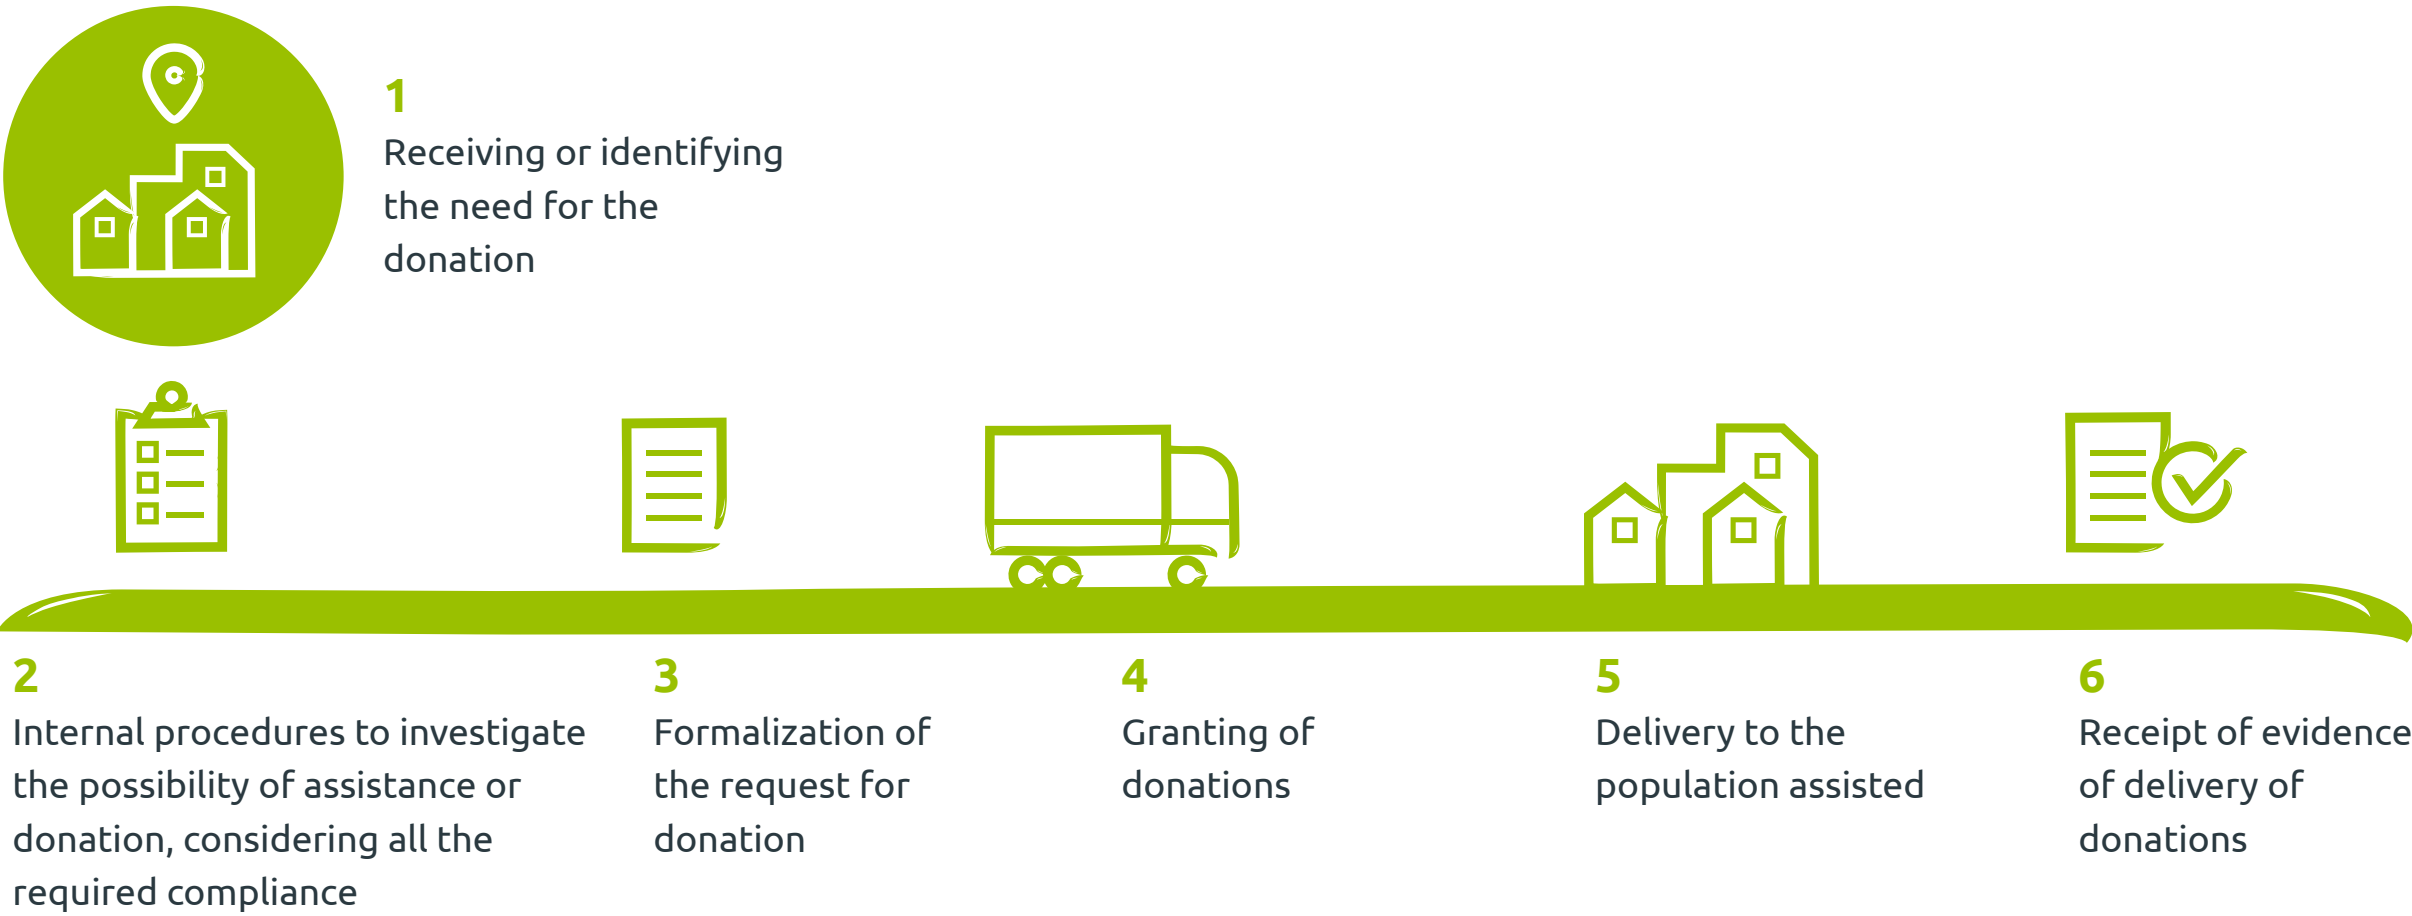 1
Receiving or identifying
the need for the
donation
2
Internal procedures to investigate
the possibility of assistance or
donation, considering all the
required compliance
3
Formalization of
the request for
donation
4
Granting of
donations
5
Delivery to the
population assisted
6
Receipt of evidence
of delivery of
donations